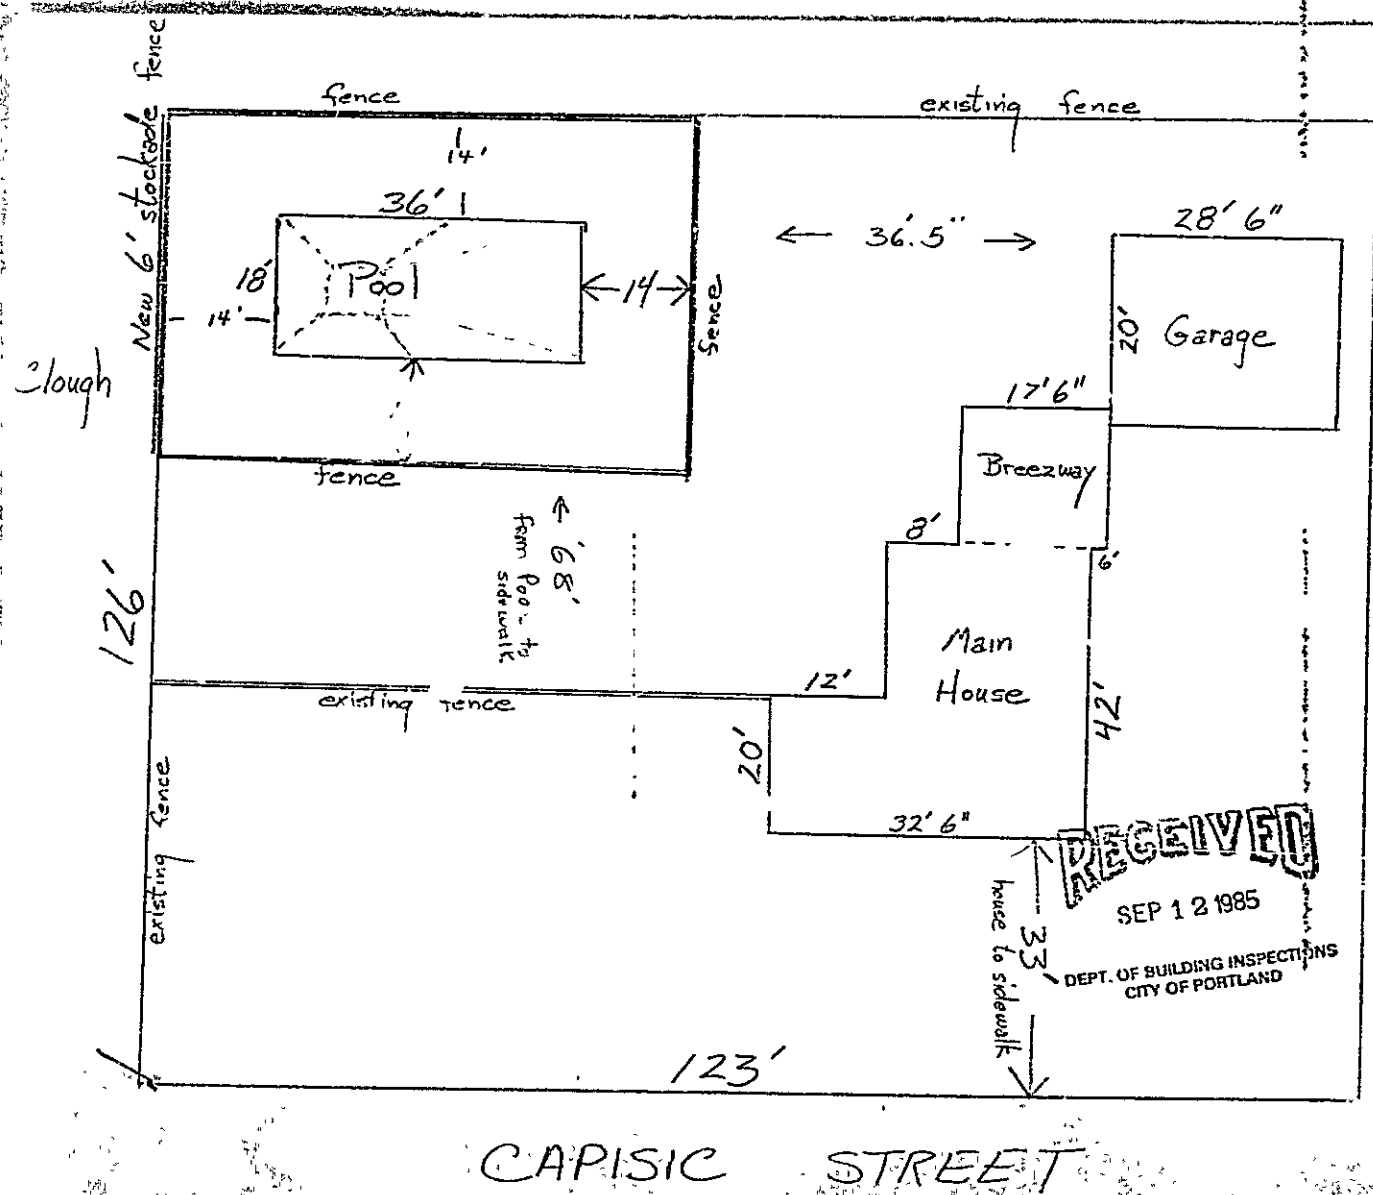 fence
existing fence
New 6' stockade fence
14'
36'
18'
Pool
14'
14
fence
36'.5"
28' 6"
20'
Garage
17' 6"
Breezway
fence
8'
6'
68'
from to
sidewalk
126'
Main
House
12'
42'
existing
20'
32' 6"
existing fence
33'
house to sidewalk
RECEIVED
SEP 12 1985
DEPT. OF BUILDING INSPECTIONS
CITY OF PORTLAND
123'
CAPISIC STREET